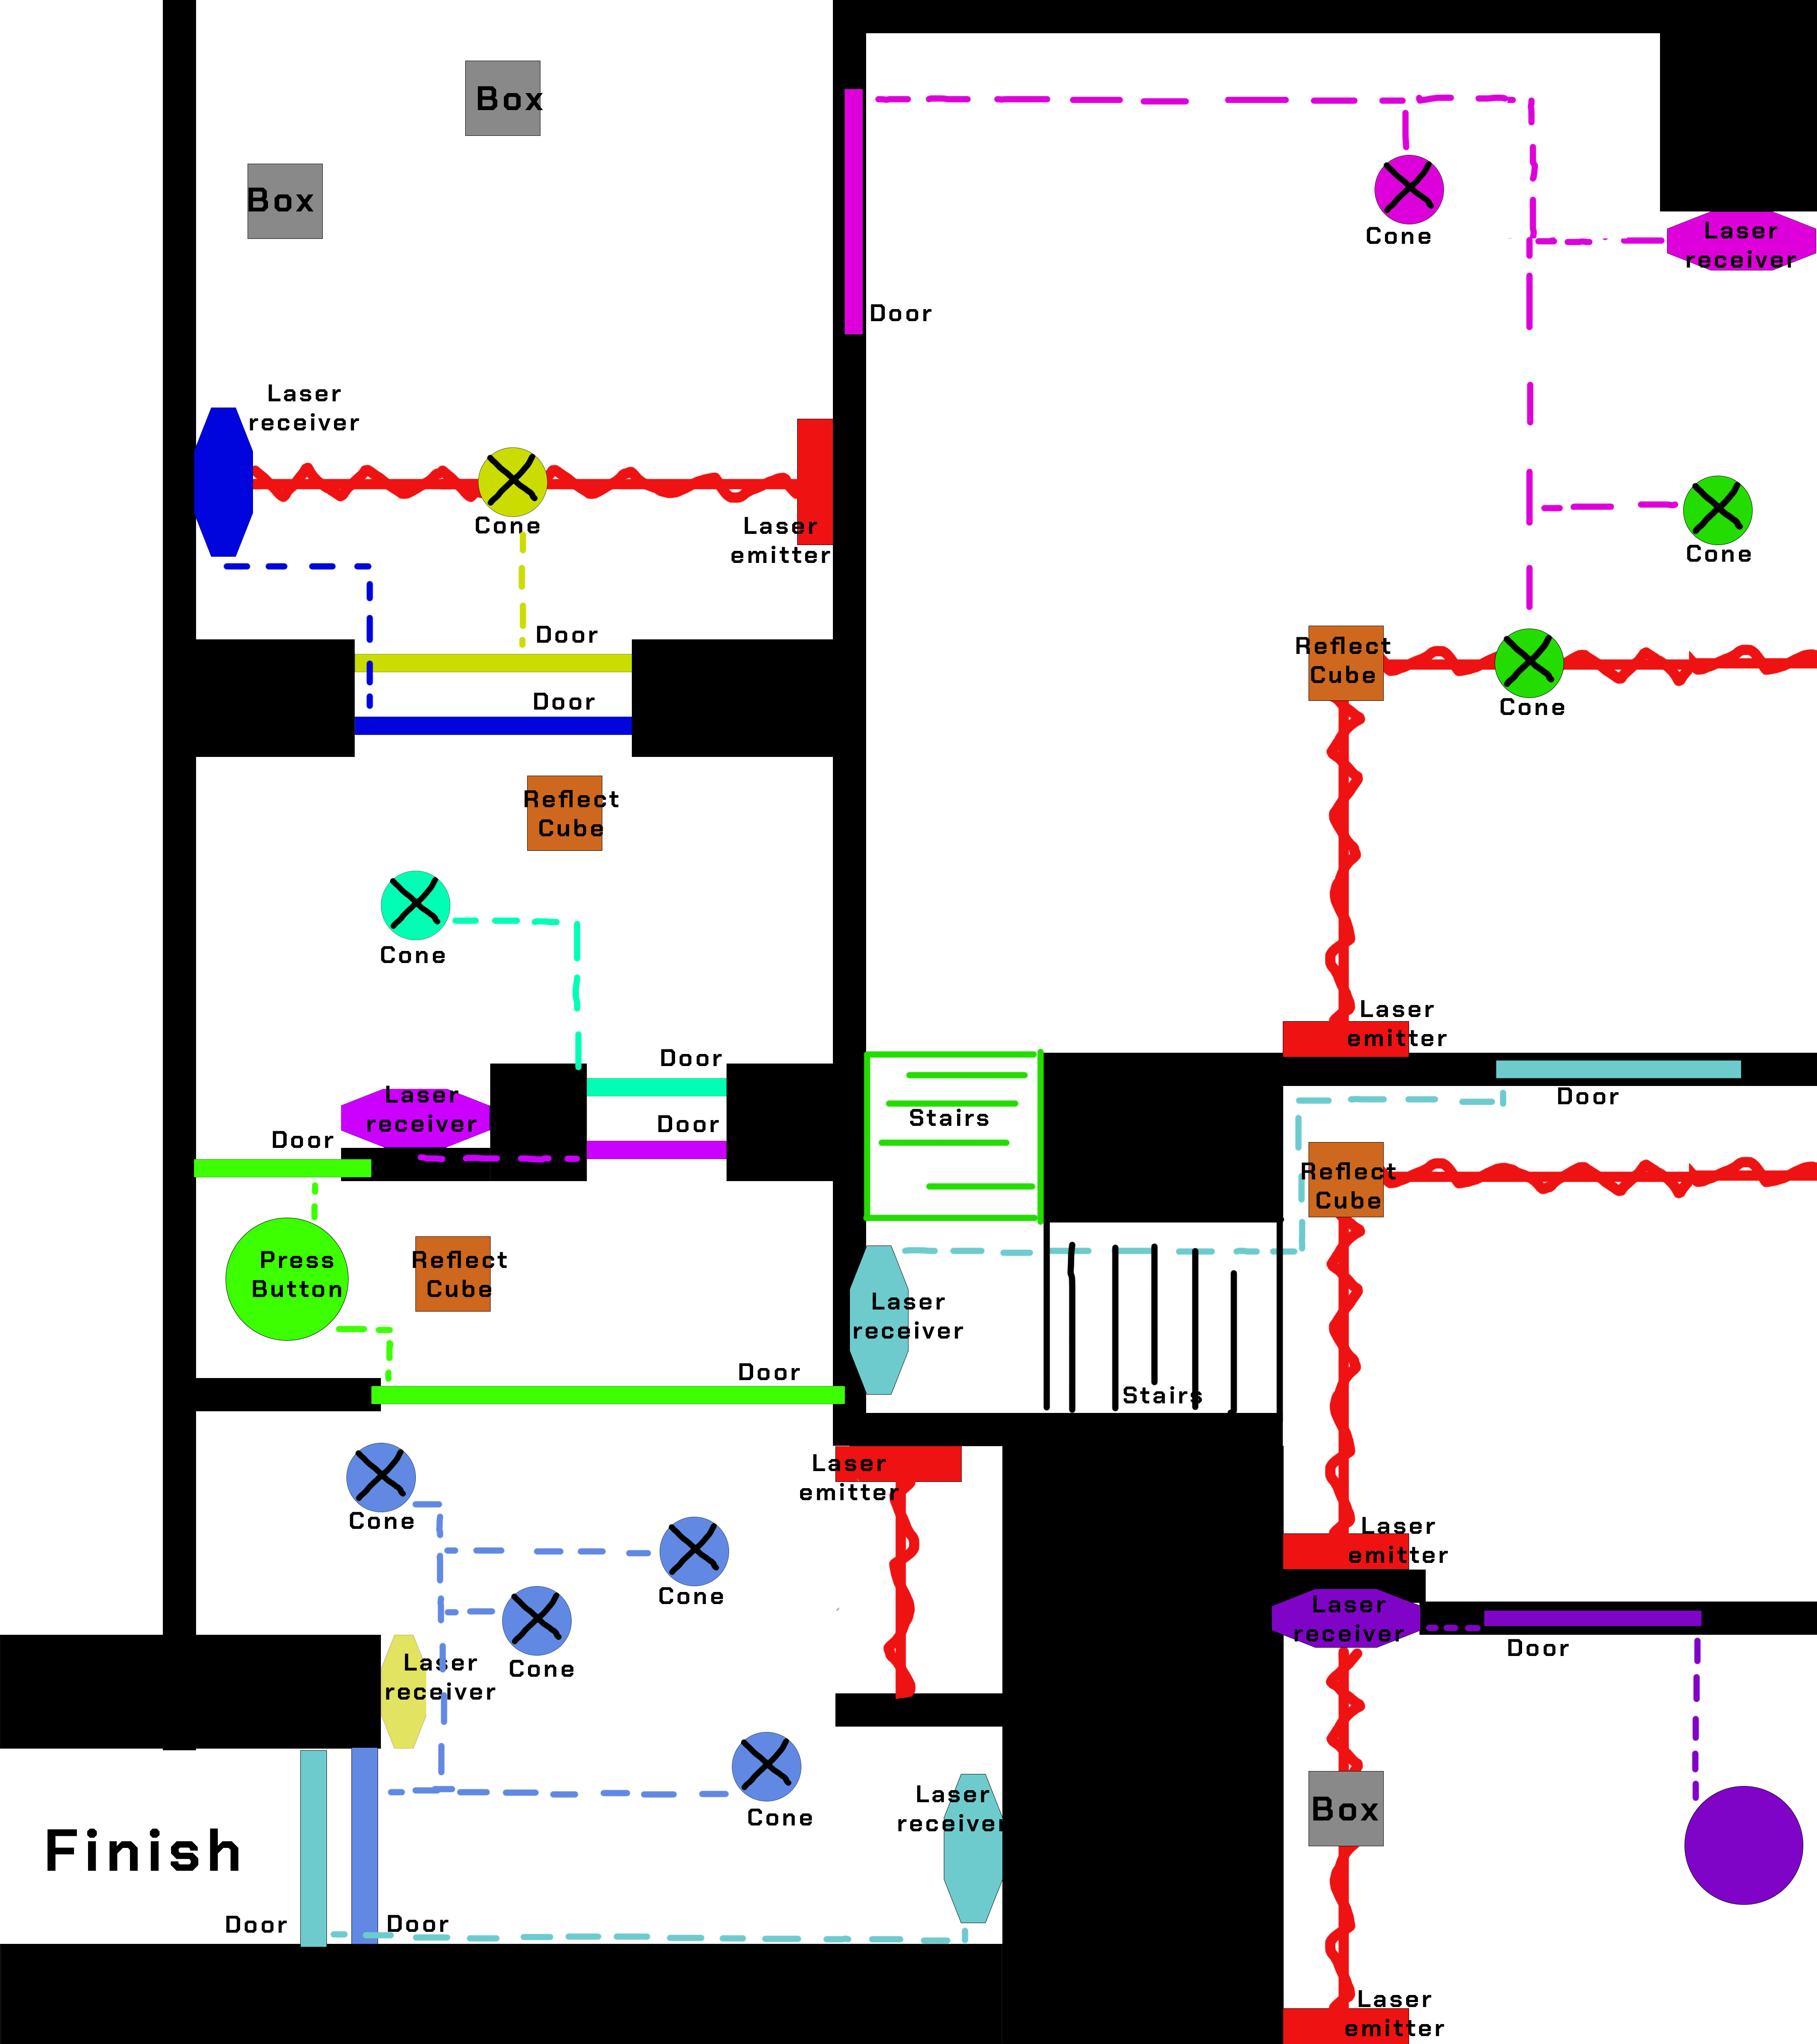 Box
Box
Cone
Laser
receiver
Door
Laser
receiver
Cone
Laser
emitter
Cone
Door
Reflect
Cube
Door
Cone
Reflect
Cube
Cone
Laser
emitter
Door
Door
Laser
receiver
Stairs
Door
Door
Door
Reflect
Cube
Press
Button
Reflect
Cube
Laser
receiver
Door
Stairs
Laser
emitter
Cone
Laser
emitter
Cone
Laser
receiver
Cone
Laser
receiver
Door
Laser
receiver
Cone
Box
Finish
Door
Door
Laser
emitter